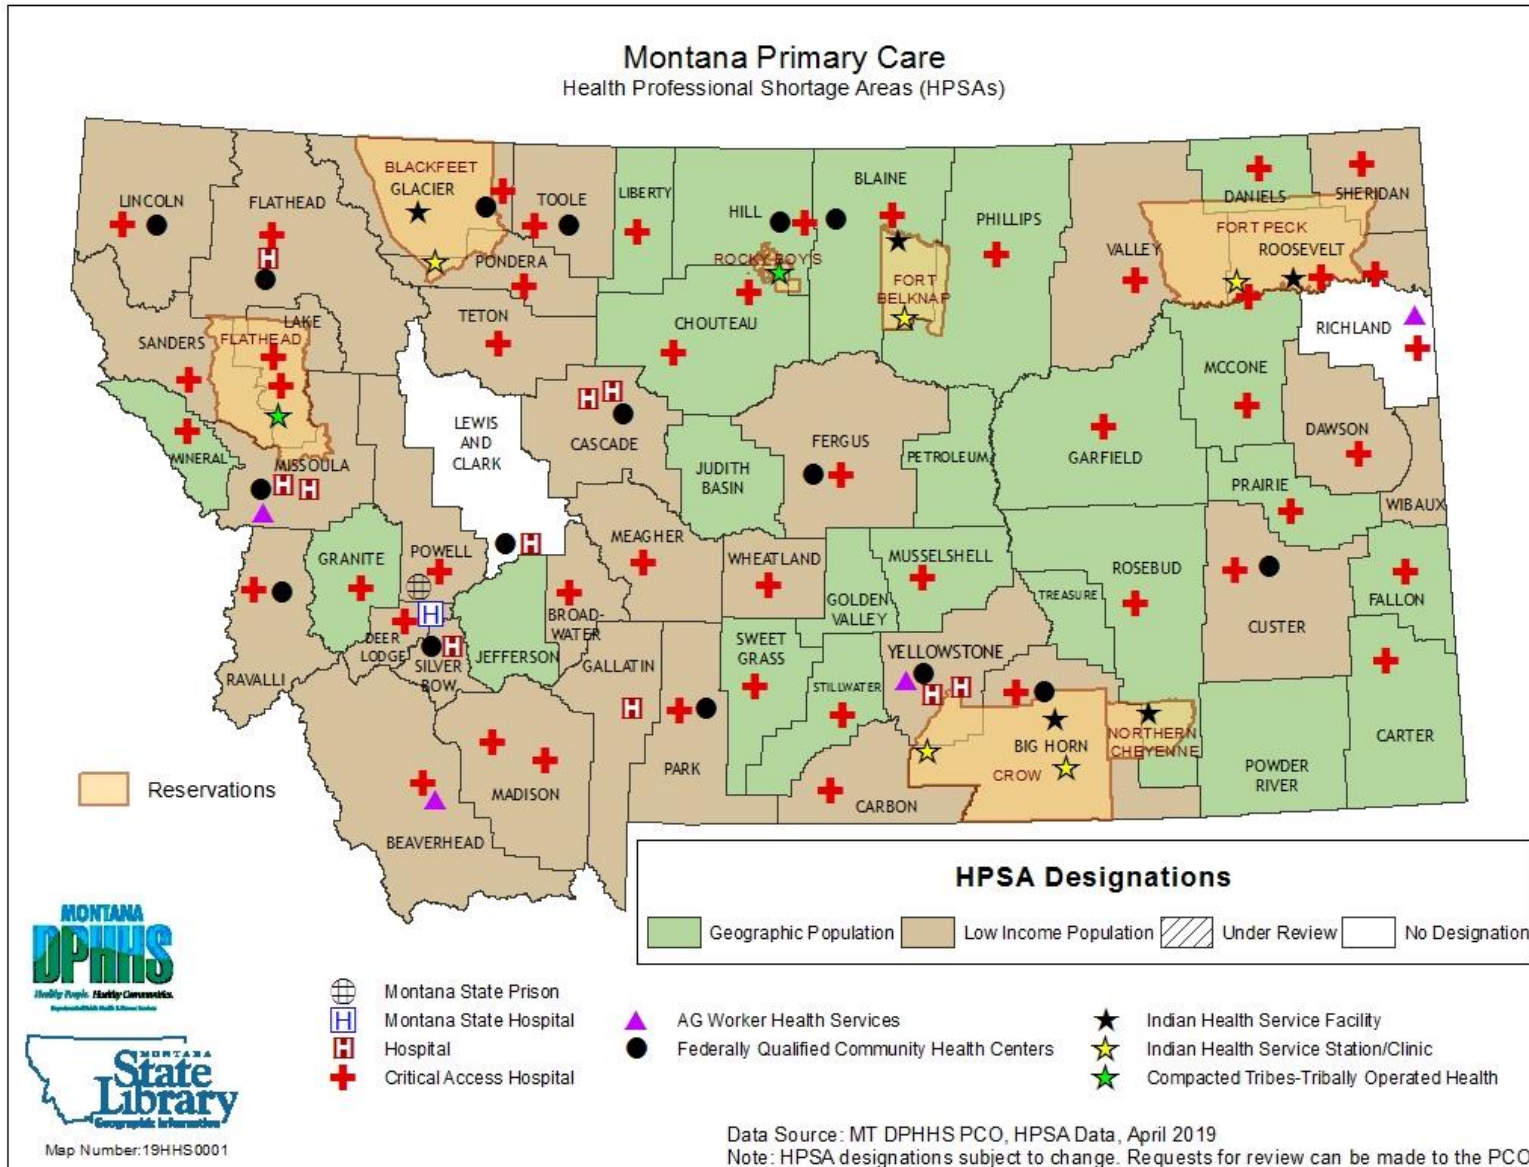 Montana Primary Care
Health Professional Shortage Areas (HPSAs)
BLACKFEET
GLACIER
LINCOLN
FLATHEAD
TOOLE
LIBERTY
HILL
BLAINE
PHILLIPS
DANIELS
SHERIDAN
FORT PECK
ROOSEVELT
VALLEY
PONDERA
ROCKY BOY'S
FORT
BELKNAP
RICHLAND
TETON
CHOUTEAU
LAKE
FLATHEAD
SANDERS
MCCONE
LEWIS
AND
CLARK
CASCADE
FERGUS
JUDITH
BASIN
PETROLEUM
GARFIELD
DAWSON
MINERAL
MISSOULA
PRAIRIE
WIBAUX
GRANITE
POWELL
MEAGHER
WHEATLAND
MUSSELSHELL
GOLDEN
VALLEY
ROSEBUD
TREASURE
FALLON
CUSTER
BROAD-
WATER
DEER
LODGE
SILVER
BOW
JEFFERSON
RAVALLI
GALLATIN
SWEET
GRASS
STILLWATER
YELLOWSTONE
BIG HORN
CROW
NORTHERN
CHEYENNE
CARTER
POWDER
RIVER
PARK
CARBON
MADISON
BEAVERHEAD
Reservations
HPSA Designations
Geographic Population
Low Income Population
Under Review
No Designation
H Montana State Prison
H Montana State Hospital
H Hospital
Critical Access Hospital
AG Worker Health Services
Federally Qualified Community Health Centers
Indian Health Service Facility
Indian Health Service Station/Clinic
Compacted Tribes-Tribally Operated Health
MONTANA
DPHHS
Healthy People. Healthy Communities.
MONTANA
State
Library
Geographic Information
Map Number:19HHS0001
Data Source: MT DPHHS PCO, HPSA Data, April 2019
Note: HPSA designations subject to change. Requests for review can be made to the PCO